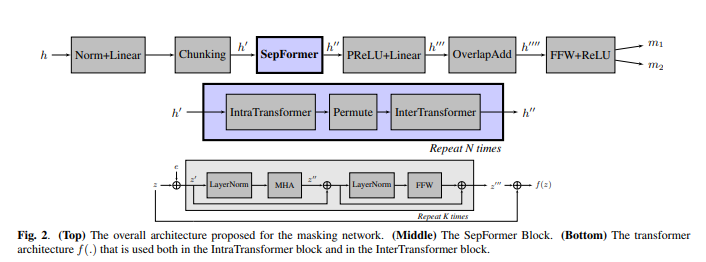 h Norm+Linear Chunking h′ SepFormer h′′ PReLU+Linear h′′′ OverlapAdd h′′′′ FFW+ReLU m₁
m₂
h′ IntraTransformer Permute InterTransformer h′′
Repeat N times
e
z z′ LayerNorm MHA z′′ LayerNorm FFW z′′′ f(z)
Repeat K times
Fig. 2. (Top) The overall architecture proposed for the masking network. (Middle) The SepFormer Block. (Bottom) The transformer
architecture f(.) that is used both in the IntraTransformer block and in the InterTransformer block.